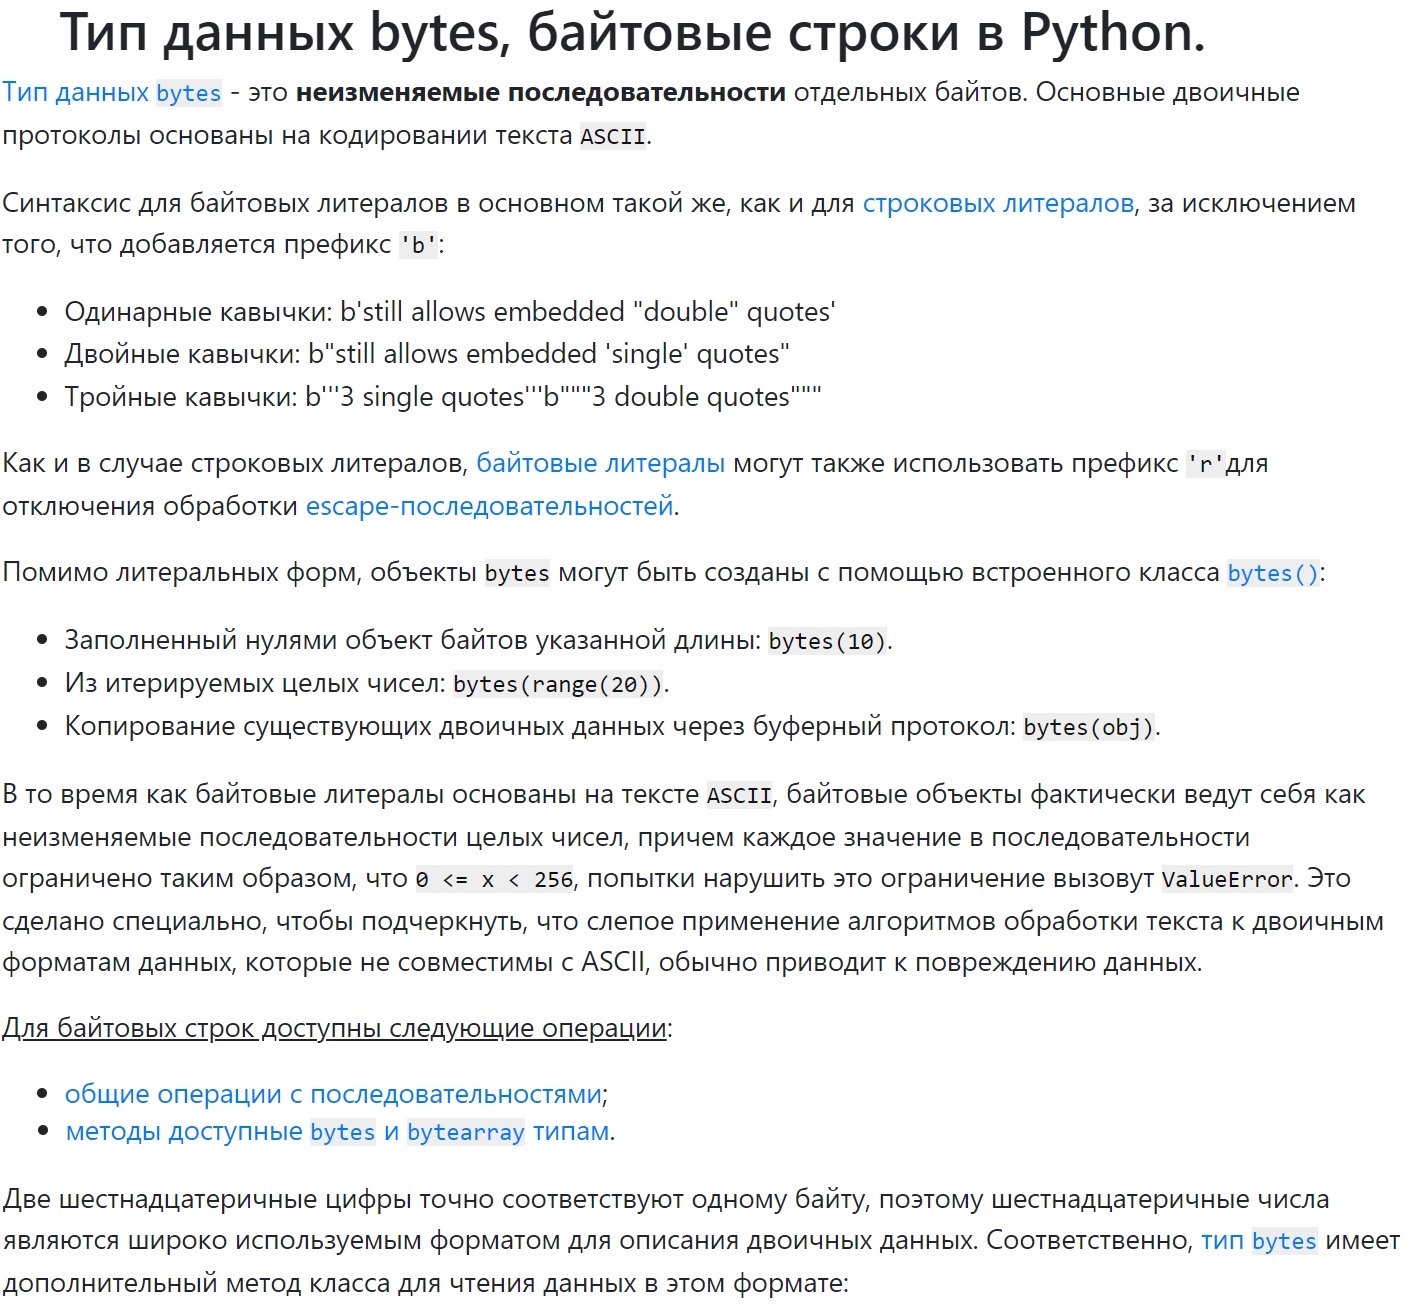 Тип данных bytes, байтовые строки в Python.
Тип данных bytes - это неизменяемые последовательности отдельных байтов. Основные двоичные
протоколы основаны на кодировании текста ASCII.
Синтаксис для байтовых литералов в основном такой же, как и для строковых литералов, за исключением
того, что добавляется префикс 'b':
• Одинарные кавычки: b'still allows embedded "double" quotes'
• Двойные кавычки: b"still allows embedded 'single' quotes"
• Тройные кавычки: b'''3 single quotes'''b"""3 double quotes"""
Как и в случае строковых литералов, байтовые литералы могут также использовать префикс 'r'для
отключения обработки escape-последовательностей.
Помимо литеральных форм, объекты bytes могут быть созданы с помощью встроенного класса bytes():
• Заполненный нулями объект байтов указанной длины: bytes(10).
• Из итерируемых целых чисел: bytes(range(20)).
• Копирование существующих двоичных данных через буферный протокол: bytes(obj).
В то время как байтовые литералы основаны на тексте ASCII, байтовые объекты фактически ведут себя как
неизменяемые последовательности целых чисел, причем каждое значение в последовательности
ограничено таким образом, что 0 <= x < 256, попытки нарушить это ограничение вызовут ValueError. Это
сделано специально, чтобы подчеркнуть, что слепое применение алгоритмов обработки текста к двоичным
форматам данных, которые не совместимы с ASCII, обычно приводит к повреждению данных.
Для байтовых строк доступны следующие операции:
• общие операции с последовательностями;
• методы доступные bytes и bytearray типам.
Две шестнадцатеричные цифры точно соответствуют одному байту, поэтому шестнадцатеричные числа
являются широко используемым форматом для описания двоичных данных. Соответственно, тип bytes имеет
дополнительный метод класса для чтения данных в этом формате: